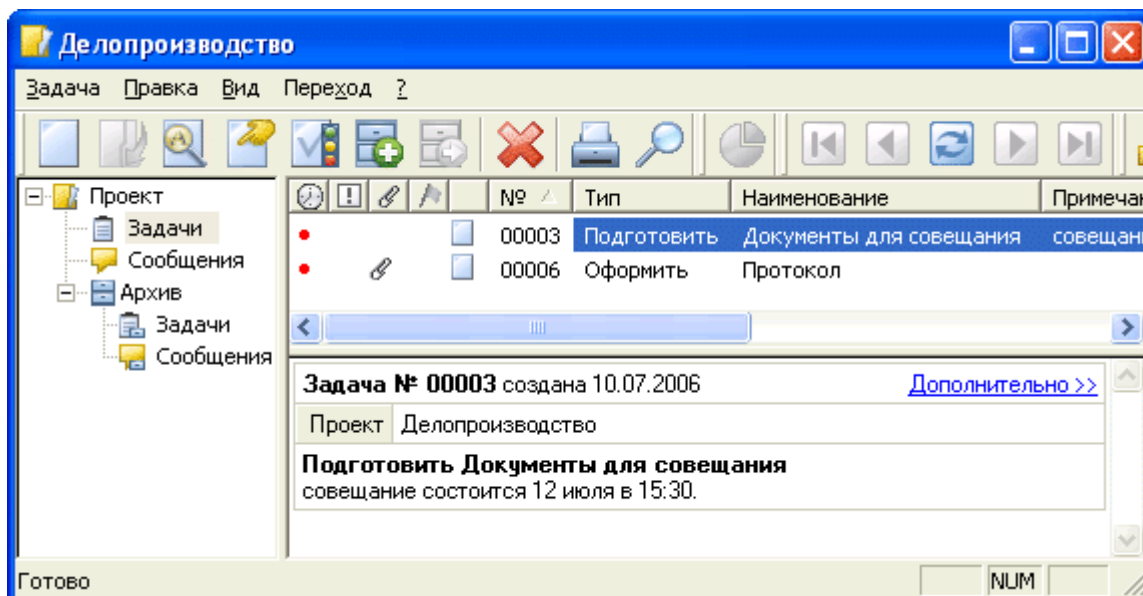 Делопроизводство
Задача Правка Вид Переход ?
Проект
Задачи
Сообщения
Архив
Задачи
Сообщения
№ Тип Наименование Примечан
00003 Подготовить Документы для совещания совещани
00006 Оформить Протокол
Задача № 00003 создана 10.07.2006 Дополнительно >>
Проект Делопроизводство
Подготовить Документы для совещания
совещание состоится 12 июля в 15:30.
Готово NUM